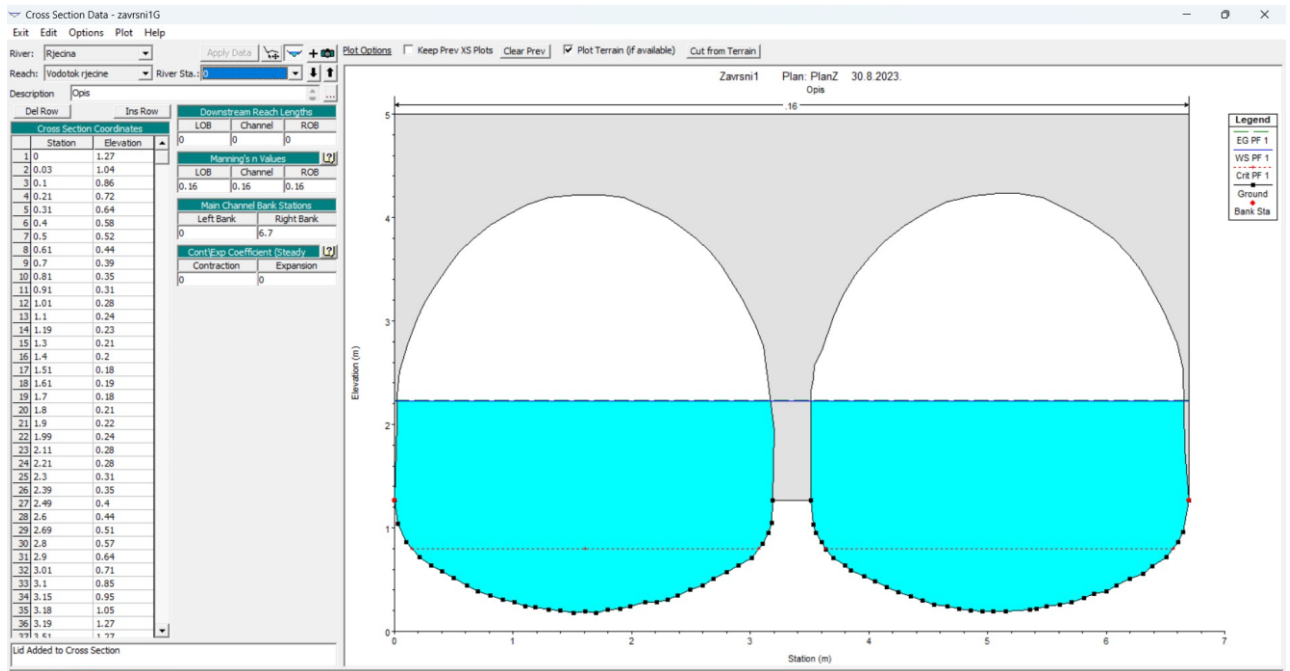 Cross Section Data - zavrsni1G
Exit Edit Options Plot Help
River: Rjecina Apply Data Plot Options Keep Prev XS Plots Clear Prev Plot Terrain (if available) Cut from Terrain
Reach: Vodotok rjecine River Sta.: 0
Description Opis ...
Del Row Ins Row
Cross Section Coordinates
Station Elevation
1 0 1.27
2 0.03 1.04
3 0.1 0.86
4 0.21 0.72
5 0.31 0.64
6 0.4 0.58
7 0.5 0.52
8 0.61 0.44
9 0.7 0.39
10 0.81 0.35
11 0.91 0.31
12 1.01 0.28
13 1.1 0.24
14 1.19 0.23
15 1.3 0.21
16 1.4 0.2
17 1.51 0.18
18 1.61 0.19
19 1.7 0.18
20 1.8 0.21
21 1.9 0.22
22 1.99 0.24
23 2.11 0.28
24 2.21 0.28
25 2.3 0.31
26 2.39 0.35
27 2.49 0.4
28 2.6 0.44
29 2.69 0.51
30 2.8 0.57
31 2.9 0.64
32 3.01 0.71
33 3.1 0.85
34 3.15 0.95
35 3.18 1.05
36 3.19 1.27
37 3.51 1.27
Downstream Reach Lengths
LOB Channel ROB
0 0 0
Manning's n Values
LOB Channel ROB
0.16 0.16 0.16
Main Channel Bank Stations
Left Bank Right Bank
0 6.7
Cont\Exp Coefficient (Steady
Contraction Expansion
0 0
Lid Added to Cross Section
Zavrsni1 Plan: PlanZ 30.8.2023.
Opis
.16
5
4
3
2
1
0
Elevation (m)
0 1 2 3 4 5 6 7
Station (m)
Legend
EG PF 1
WS PF 1
Crit PF 1
Ground
Bank Sta